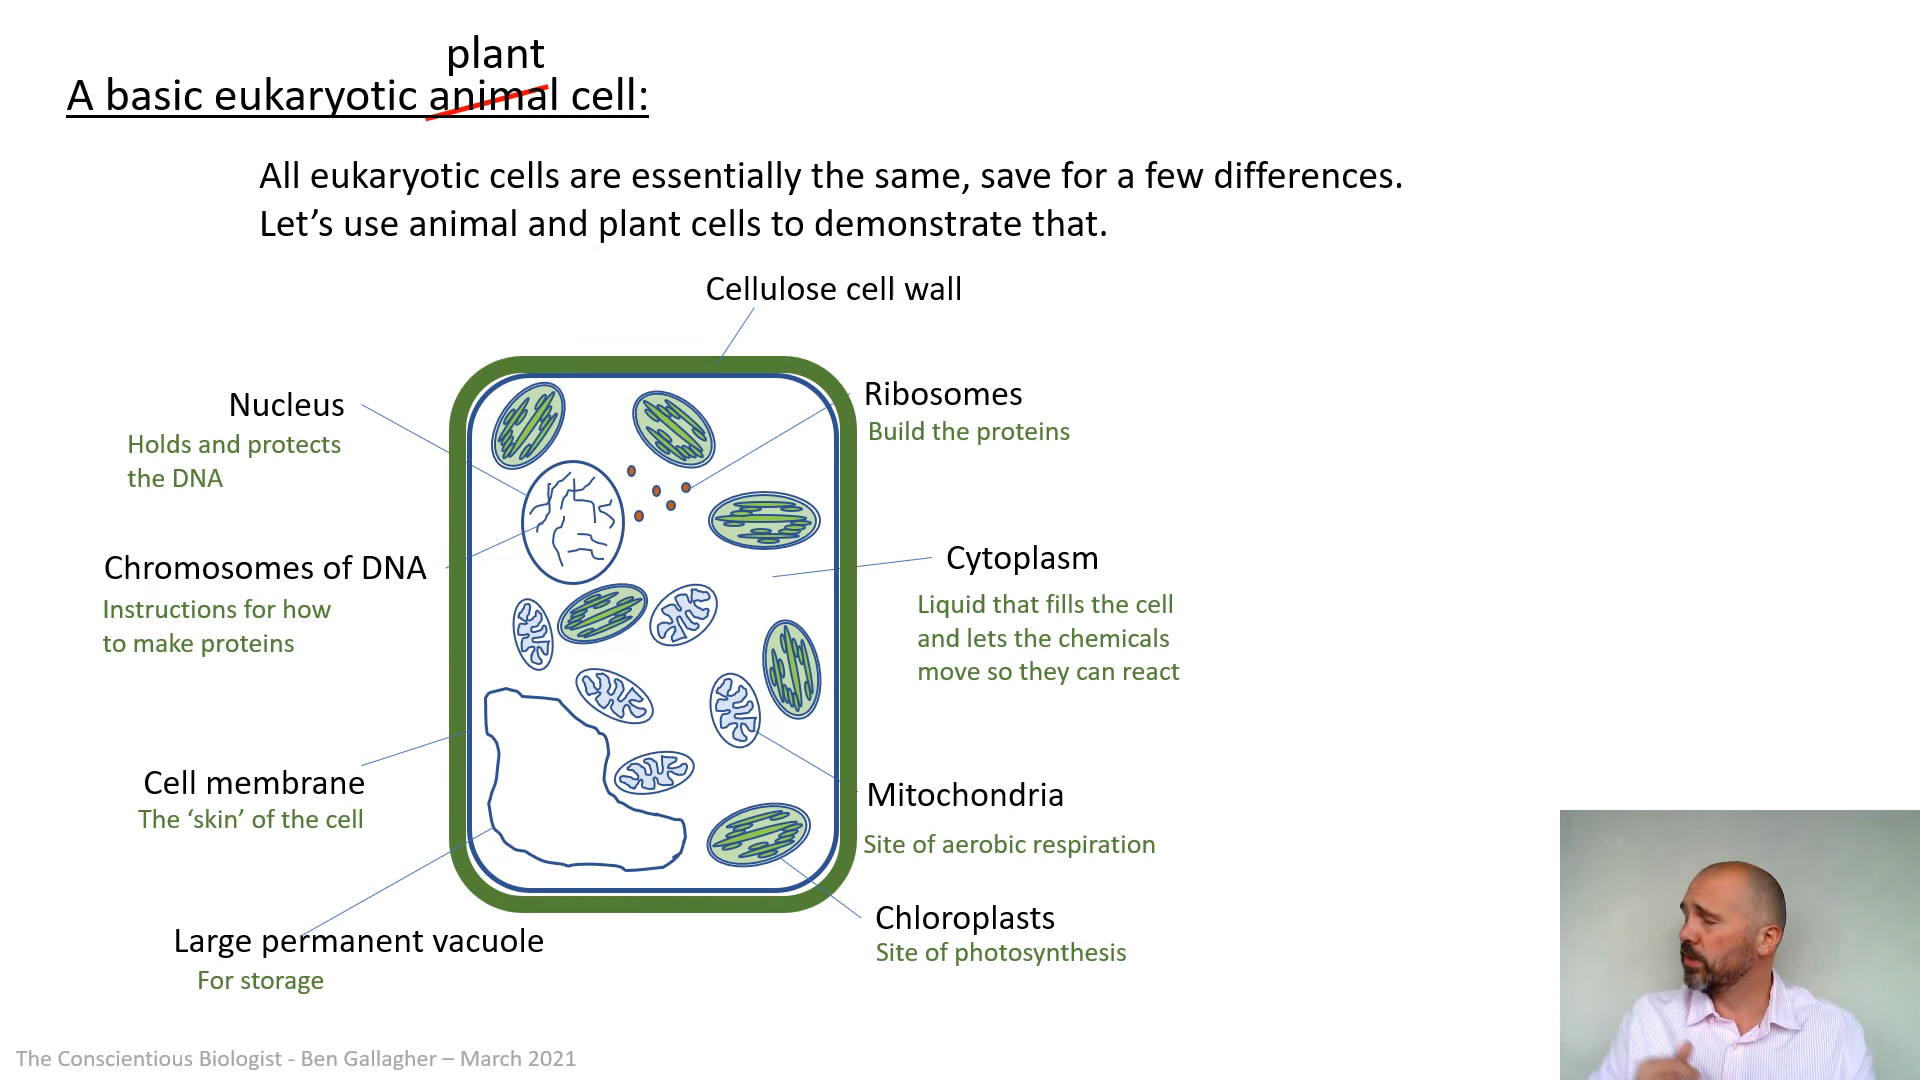 plant
A basic eukaryotic animal cell:
All eukaryotic cells are essentially the same, save for a few differences.
Let’s use animal and plant cells to demonstrate that.
Cellulose cell wall
Nucleus
Holds and protects
the DNA
Ribosomes
Build the proteins
Chromosomes of DNA
Instructions for how
to make proteins
Cytoplasm
Liquid that fills the cell
and lets the chemicals
move so they can react
Cell membrane
The ‘skin’ of the cell
Mitochondria
Site of aerobic respiration
Large permanent vacuole
For storage
Chloroplasts
Site of photosynthesis
The Conscientious Biologist - Ben Gallagher – March 2021